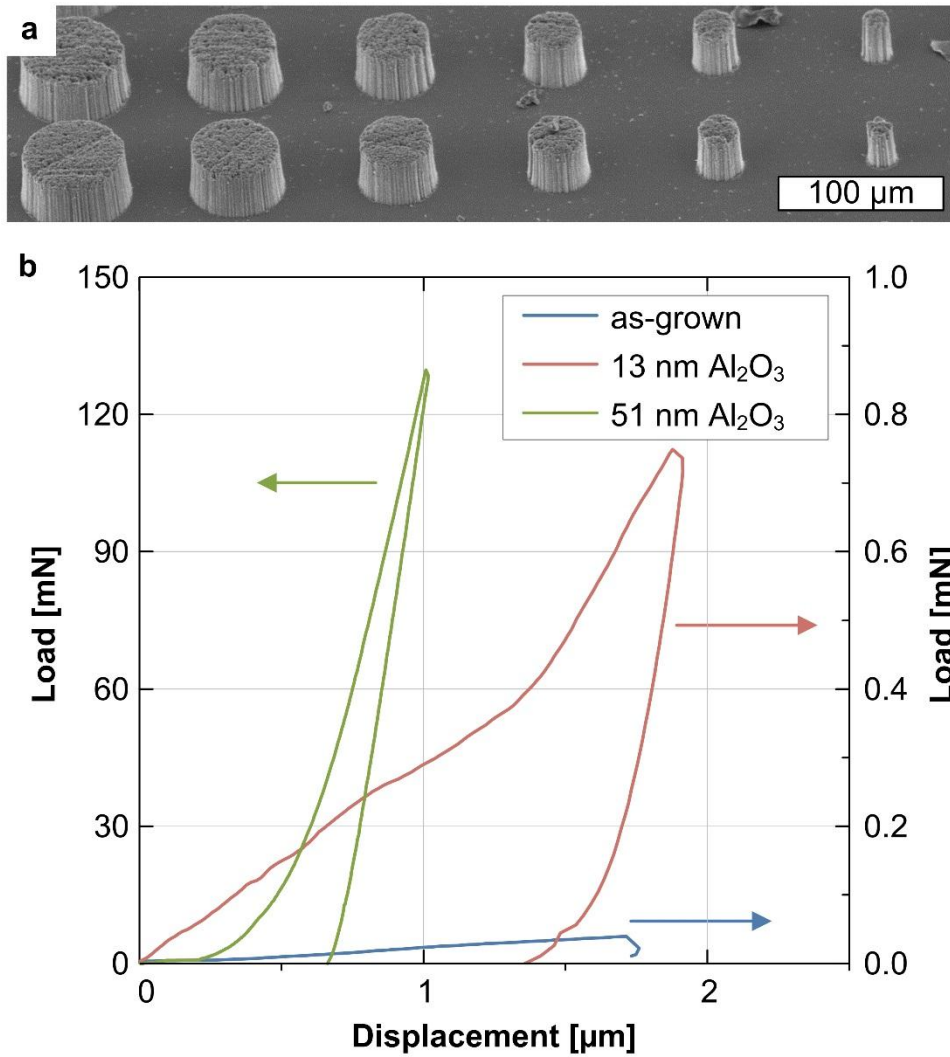 a
100 µm
b
150
120
90
60
30
0
Load [mN]
as-grown
13 nm Al₂O₃
51 nm Al₂O₃
1.0
0.8
0.6
0.4
0.2
0.0
Load [mN]
0
1
2
Displacement [µm]